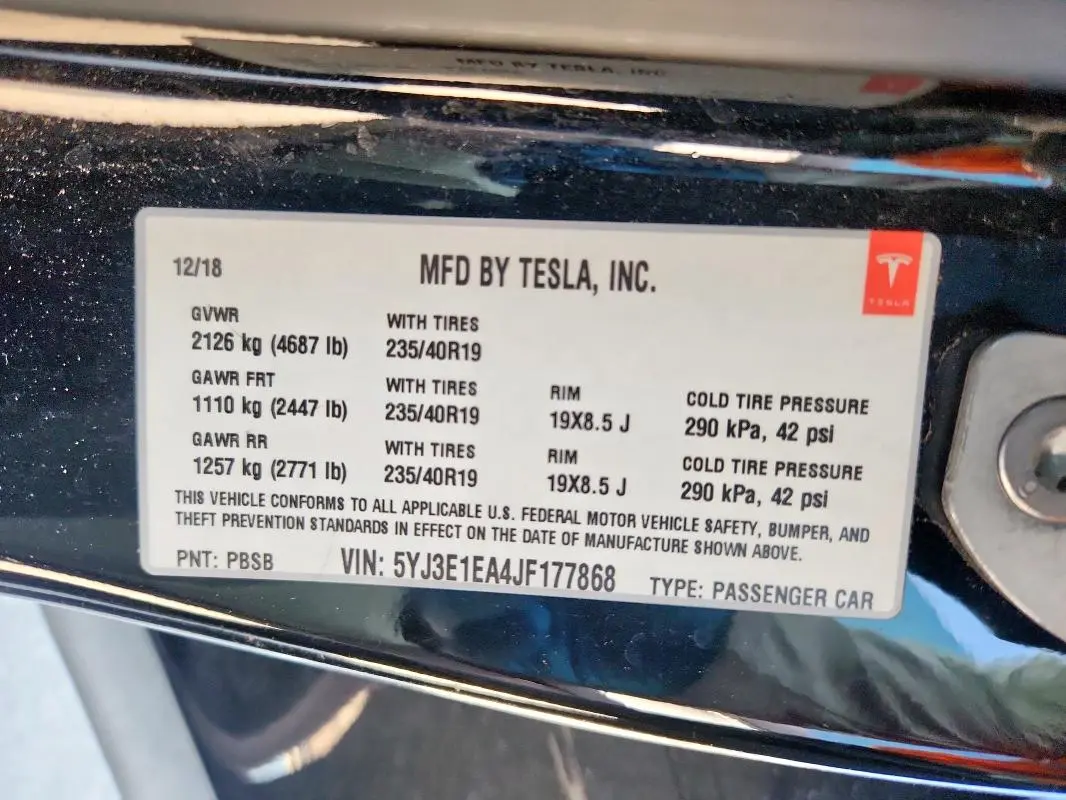 MFD BY TESLA, INC
12/18
MFD BY TESLA, INC.
TESLA
GVWR
2126 kg (4687 lb)
WITH TIRES
235/40R19
GAWR FRT
1110 kg (2447 lb)
WITH TIRES
235/40R19
RIM
19X8.5 J
COLD TIRE PRESSURE
290 kPa, 42 psi
GAWR RR
1257 kg (2771 lb)
WITH TIRES
235/40R19
RIM
19X8.5 J
COLD TIRE PRESSURE
290 kPa, 42 psi
THIS VEHICLE CONFORMS TO ALL APPLICABLE U.S. FEDERAL MOTOR VEHICLE SAFETY, BUMPER, AND
THEFT PREVENTION STANDARDS IN EFFECT ON THE DATE OF MANUFACTURE SHOWN ABOVE.
PNT: PBSB
VIN: 5YJ3E1EA4JF177868
TYPE: PASSENGER CAR